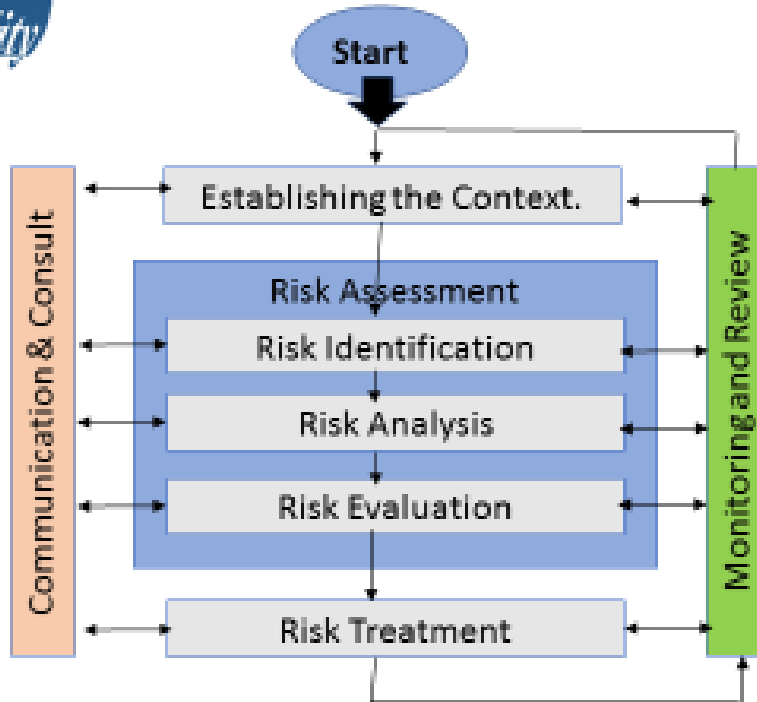 ity
Start
Establishing the Context.
Risk Assessment
Risk Identification
Risk Analysis
Risk Evaluation
Risk Treatment
Communication & Consult
Monitoring and Review